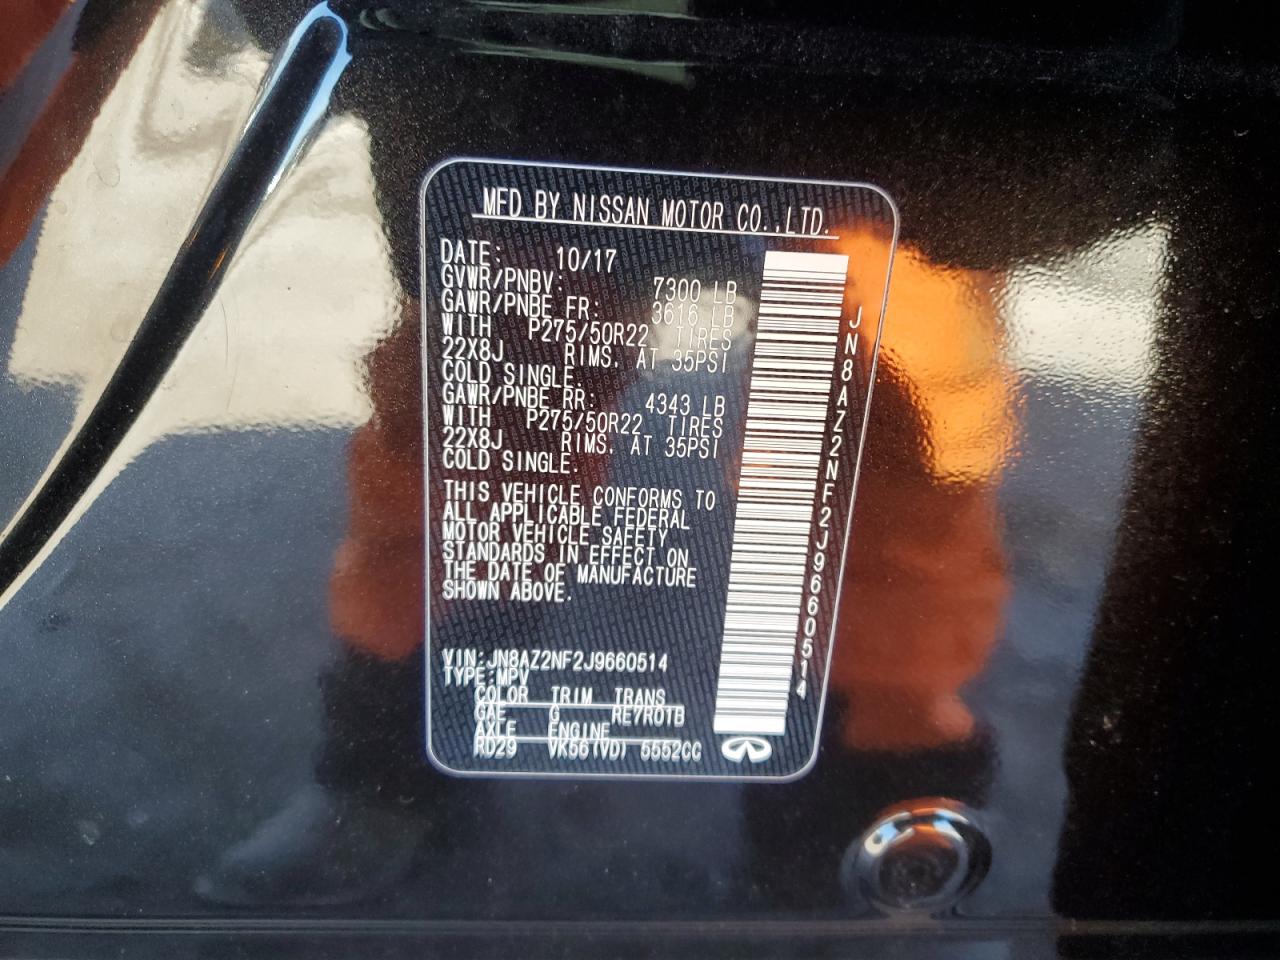 MFD BY NISSAN MOTOR CO.,LTD.
DATE: 10/17
GVWR/PNBV: 7300 LB
GAWR/PNBE FR: 3616 LB
WITH P275/50R22 TIRES
22X8J RIMS, AT 35PSI
COLD SINGLE.
GAWR/PNBE RR: 4343 LB
WITH P275/50R22 TIRES
22X8J RIMS, AT 35PSI
COLD SINGLE.
THIS VEHICLE CONFORMS TO
ALL APPLICABLE FEDERAL
MOTOR VEHICLE SAFETY
STANDARDS IN EFFECT ON
THE DATE OF MANUFACTURE
SHOWN ABOVE.
VIN:JN8AZ2NF2J9660514
TYPE:MPV
COLOR TRIM TRANS
GAE G RE7R01B
AXLE ENGINE
RD29 VK56(VD) 5552CC
JN8AZ2NF2J9660514